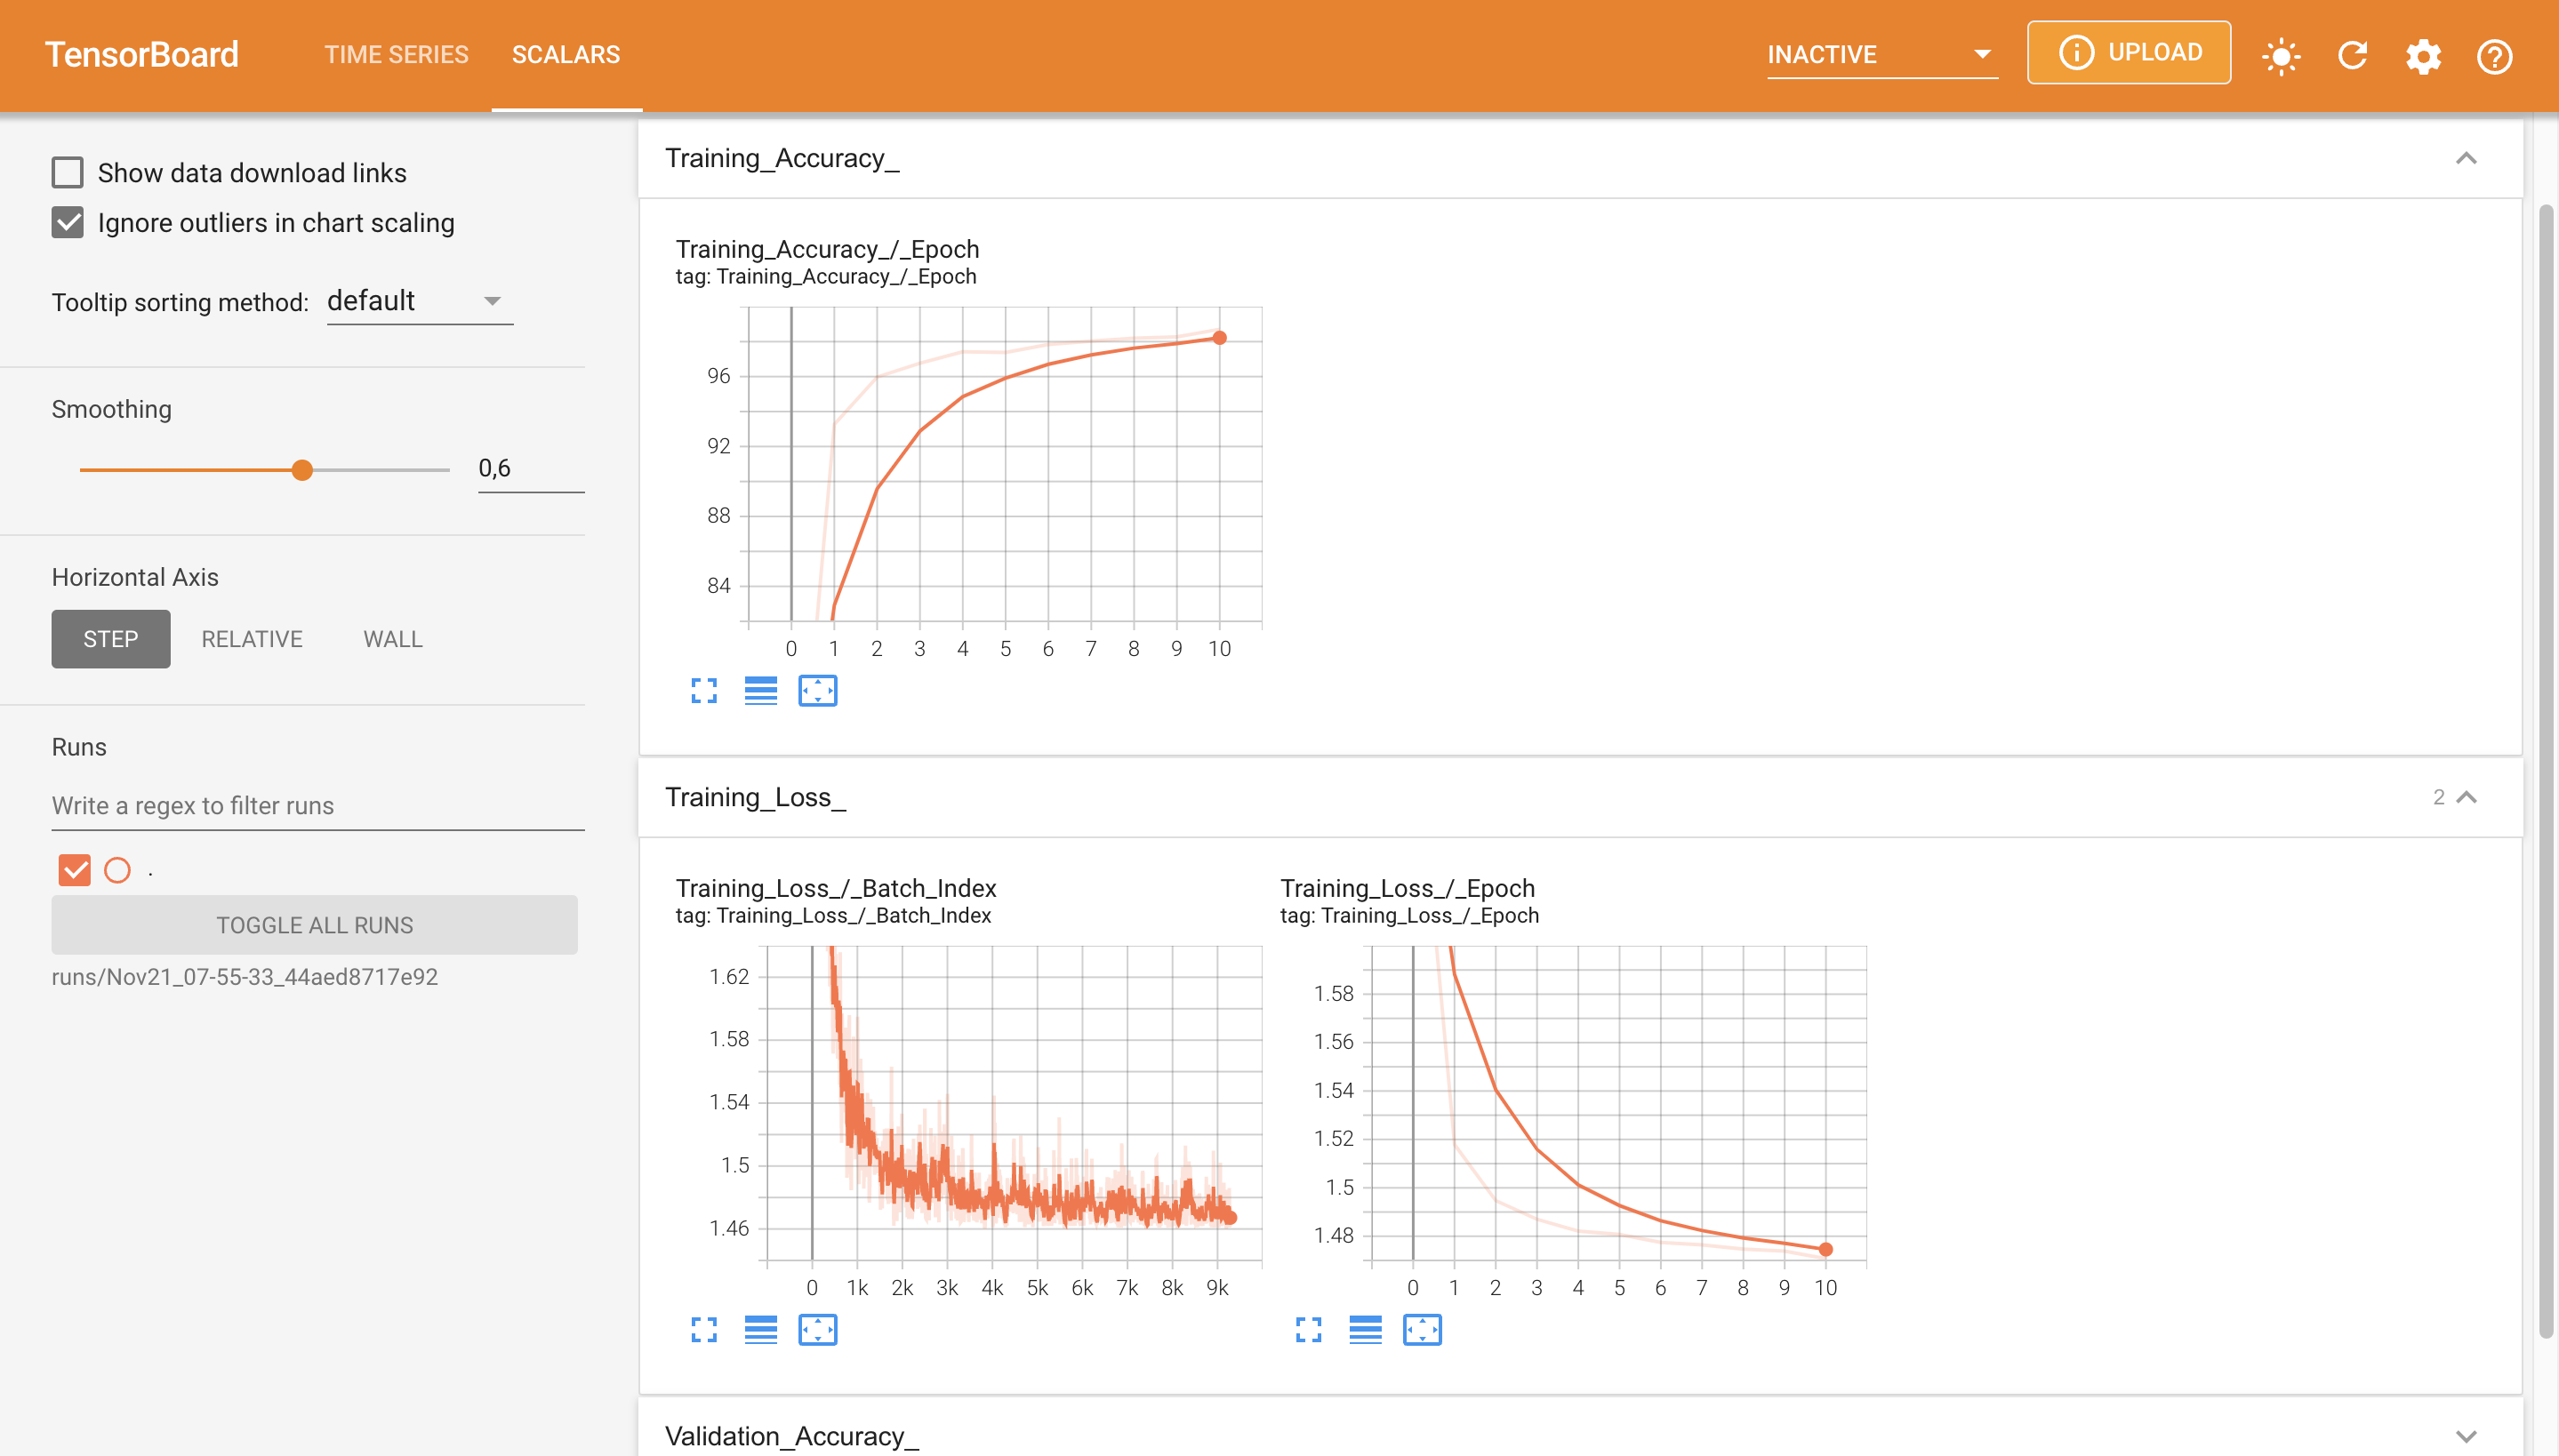 TensorBoard TIME SERIES SCALARS INACTIVE UPLOAD
Show data download links
Ignore outliers in chart scaling
Tooltip sorting method: default
Smoothing
0,6
Horizontal Axis
STEP RELATIVE WALL
Runs
Write a regex to filter runs
.
TOGGLE ALL RUNS
runs/Nov21_07-55-33_44aed8717e92
Training_Accuracy_
Training_Accuracy_/_Epoch
tag: Training_Accuracy_/_Epoch
96
92
88
84
0 1 2 3 4 5 6 7 8 9 10
Training_Loss_ 2
Training_Loss_/_Batch_Index
tag: Training_Loss_/_Batch_Index
1.62
1.58
1.54
1.5
1.46
0 1k 2k 3k 4k 5k 6k 7k 8k 9k
Training_Loss_/_Epoch
tag: Training_Loss_/_Epoch
1.58
1.56
1.54
1.52
1.5
1.48
0 1 2 3 4 5 6 7 8 9 10
Validation_Accuracy_